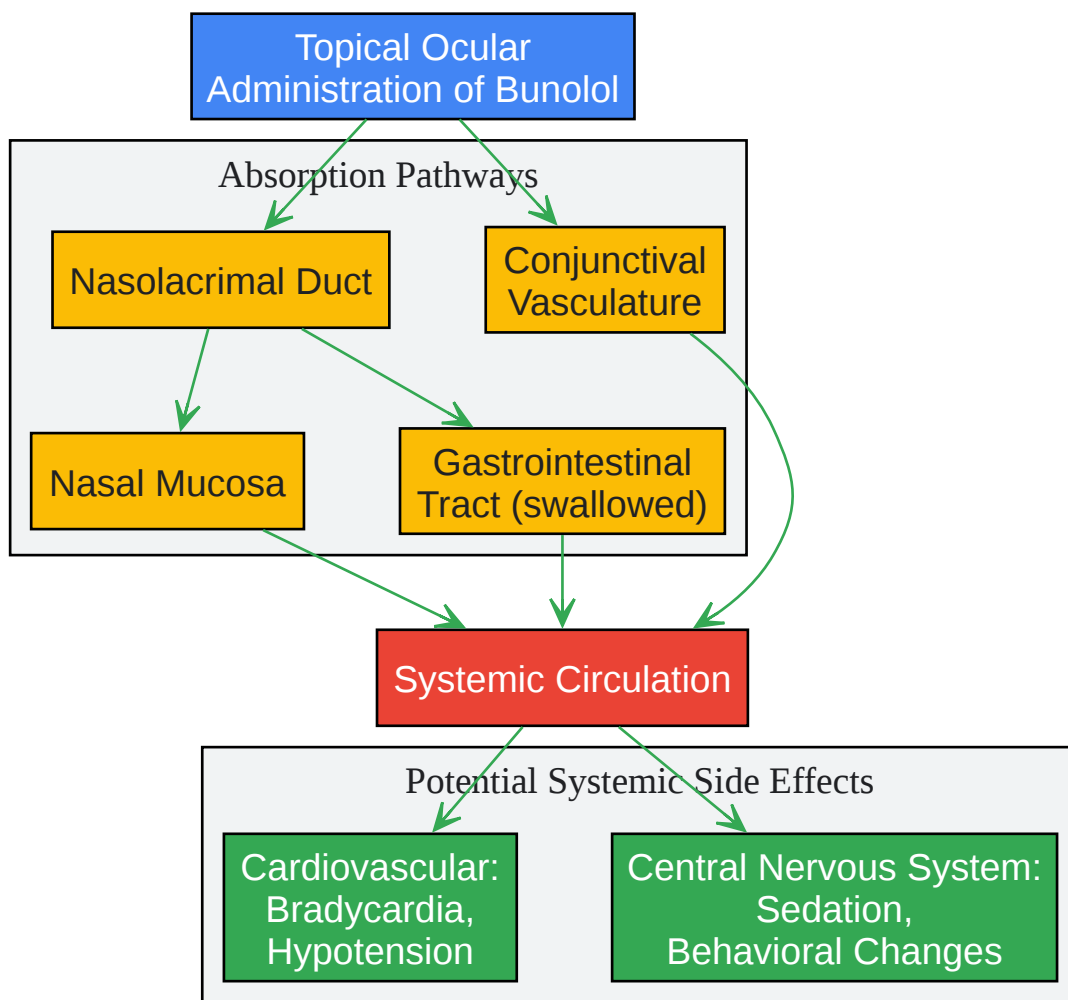 Topical Ocular
Administration of Bunolol
Absorption Pathways
Nasolacrimal Duct
Conjunctival
Vasculature
Nasal Mucosa
Gastrointestinal
Tract (swallowed)
Systemic Circulation
Potential Systemic Side Effects
Cardiovascular:
Bradycardia,
Hypotension
Central Nervous System:
Sedation,
Behavioral Changes